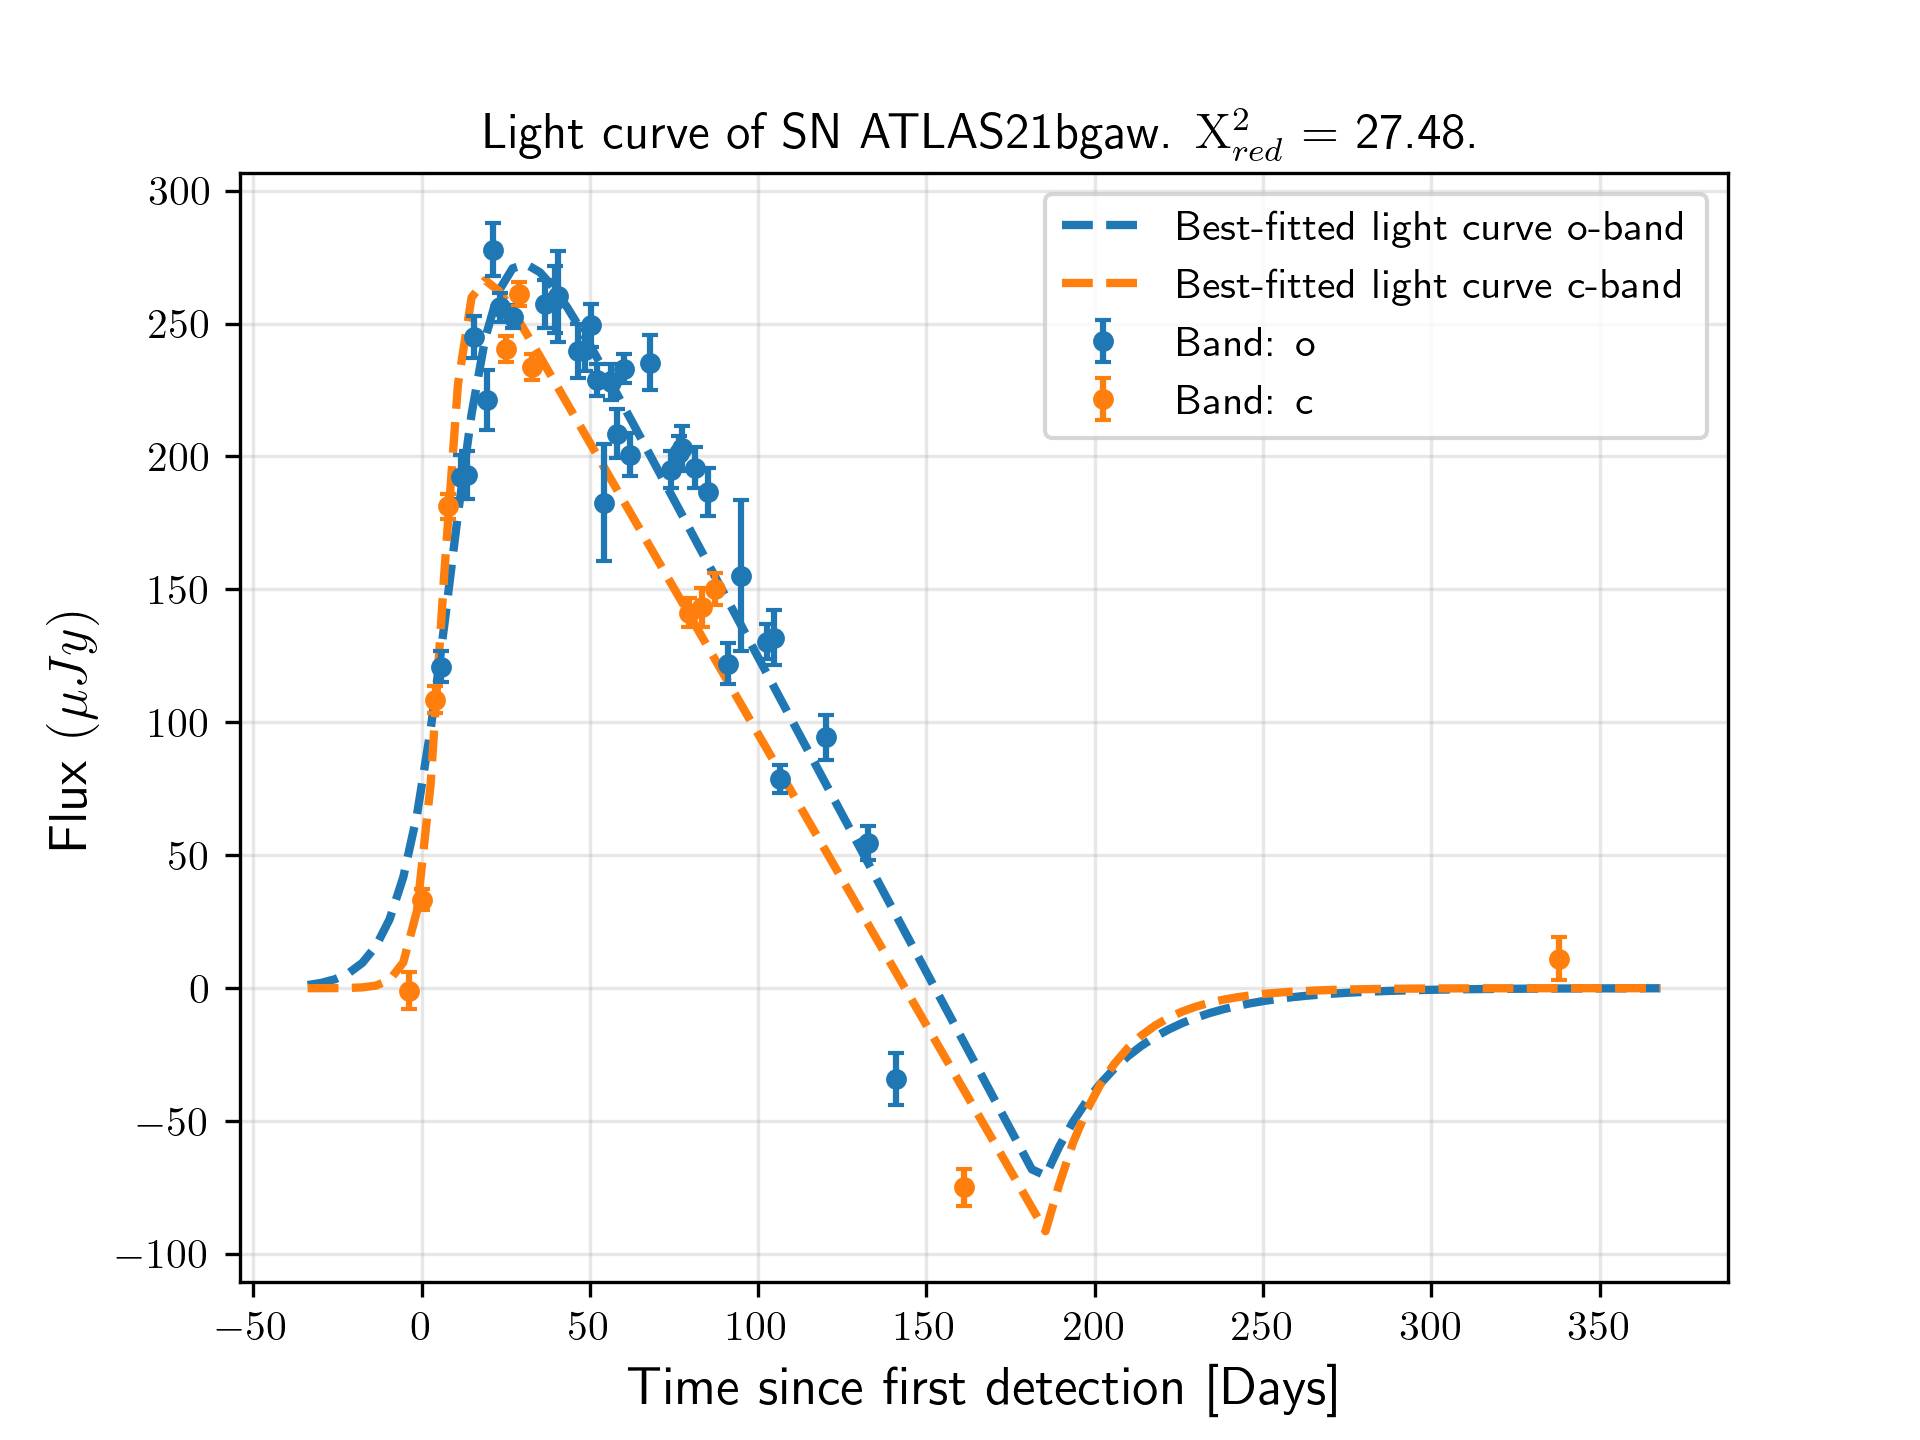 Light curve of SN ATLAS21bgaw. X²_red = 27.48.
Best-fitted light curve o-band
Best-fitted light curve c-band
Band: o
Band: c
300
250
200
150
100
50
0
−50
−100
Flux (μJy)
−50 0 50 100 150 200 250 300 350
Time since first detection [Days]